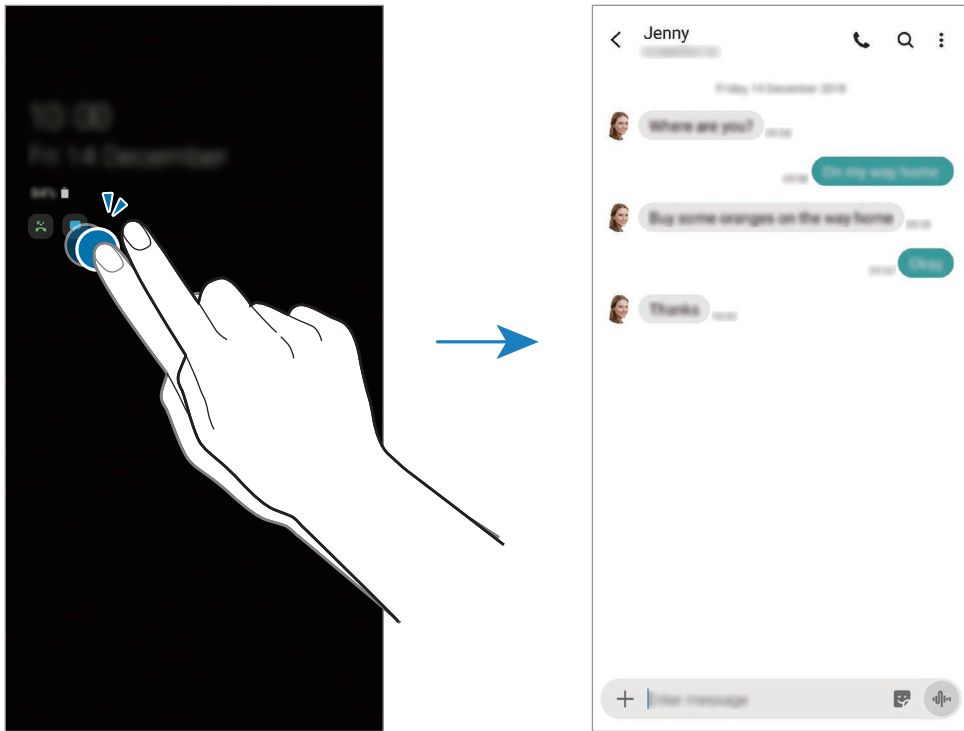 10:00
Fri 14 December
84%
Jenny
Friday, 14 December 2018
Where are you?
On my way home
Buy some oranges on the way home
Okay
Thanks
Enter message